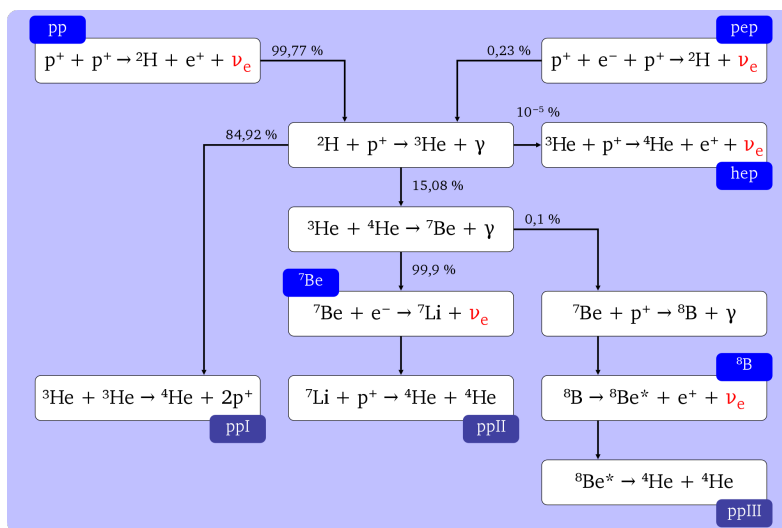 pp
pep
p⁺ + p⁺ → ²H + e⁺ + νₑ
99,77 %
0,23 %
p⁺ + e⁻ + p⁺ → ²H + νₑ
84,92 %
²H + p⁺ → ³He + γ
10⁻⁵ %
³He + p⁺ → ⁴He + e⁺ + νₑ
hep
15,08 %
³He + ⁴He → ⁷Be + γ
0,1 %
⁷Be
99,9 %
⁷Be + e⁻ → ⁷Li + νₑ
⁷Be + p⁺ → ⁸B + γ
⁸B
³He + ³He → ⁴He + 2p⁺
⁷Li + p⁺ → ⁴He + ⁴He
⁸B → ⁸Be* + e⁺ + νₑ
ppI
ppII
⁸Be* → ⁴He + ⁴He
ppIII